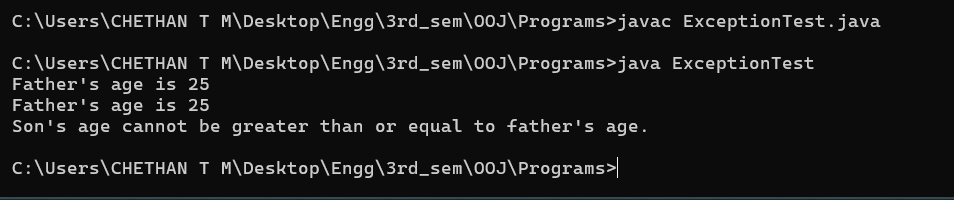 C:\Users\CHETHAN T M\Desktop\Engg\3rd_sem\OOJ\Programs>javac ExceptionTest.java
C:\Users\CHETHAN T M\Desktop\Engg\3rd_sem\OOJ\Programs>java ExceptionTest
Father's age is 25
Father's age is 25
Son's age cannot be greater than or equal to father's age.
C:\Users\CHETHAN T M\Desktop\Engg\3rd_sem\OOJ\Programs>